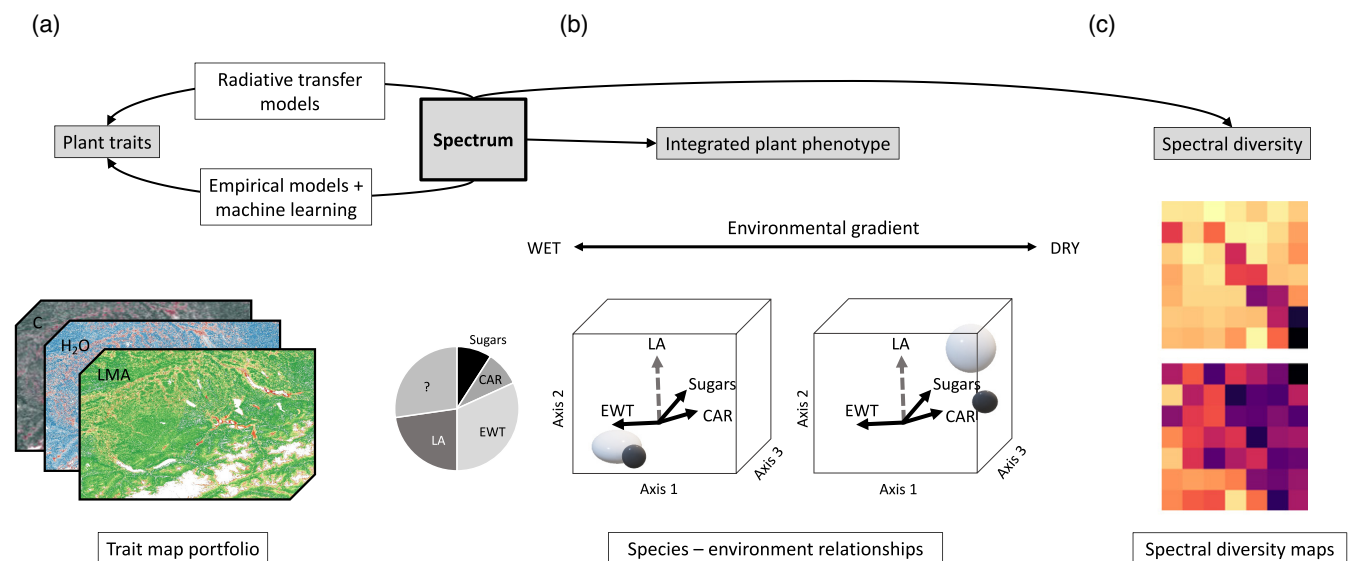 (a)
(b)
(c)
Radiative transfer
models
Plant traits
Spectrum
Integrated plant phenotype
Spectral diversity
Empirical models +
machine learning
Environmental gradient
WET
DRY
C
H₂O
LMA
Sugars
CAR
?
LA
EWT
LA
Sugars
EWT
CAR
Axis 2
Axis 1
Axis 3
LA
Sugars
EWT
CAR
Axis 2
Axis 1
Axis 3
Trait map portfolio
Species – environment relationships
Spectral diversity maps